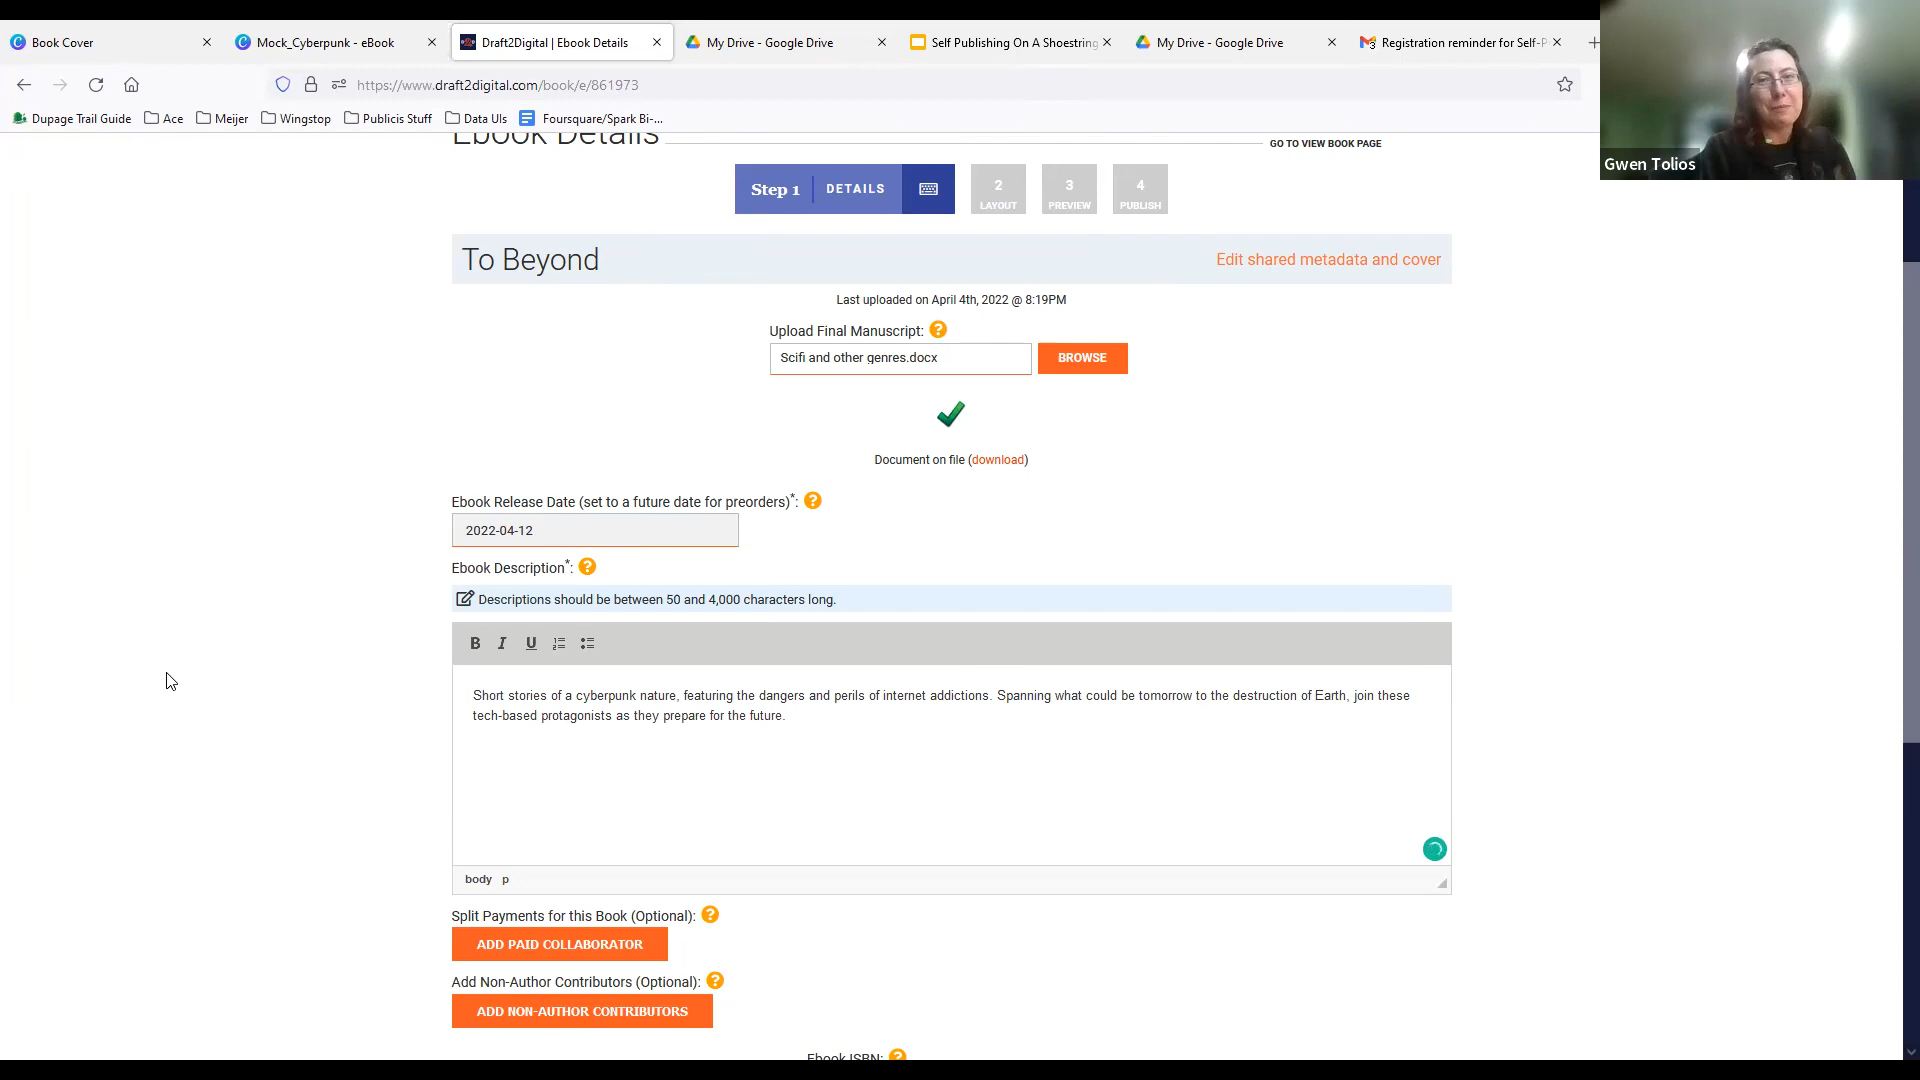 Book Cover
Mock_Cyberpunk - eBook
Draft2Digital | Ebook Details
My Drive - Google Drive
Self Publishing On A Shoestring
My Drive - Google Drive
Registration reminder for Self-P
https://www.draft2digital.com/book/e/861973
Dupage Trail Guide
Ace
Meijer
Wingstop
Publicis Stuff
Data UIs
Foursquare/Spark Bi-...
Gwen Tolios
Ebook Details
GO TO VIEW BOOK PAGE
Step 1
DETAILS
2
LAYOUT
3
PREVIEW
4
PUBLISH
To Beyond
Edit shared metadata and cover
Last uploaded on April 4th, 2022 @ 8:19PM
Upload Final Manuscript: ?
Scifi and other genres.docx
BROWSE
Document on file (download)
Ebook Release Date (set to a future date for preorders)*: ?
2022-04-12
Ebook Description*: ?
Descriptions should be between 50 and 4,000 characters long.
B I U
Short stories of a cyberpunk nature, featuring the dangers and perils of internet addictions. Spanning what could be tomorrow to the destruction of Earth, join these
tech-based protagonists as they prepare for the future.
body p
Split Payments for this Book (Optional): ?
ADD PAID COLLABORATOR
Add Non-Author Contributors (Optional): ?
ADD NON-AUTHOR CONTRIBUTORS
Ebook ISBN: ?